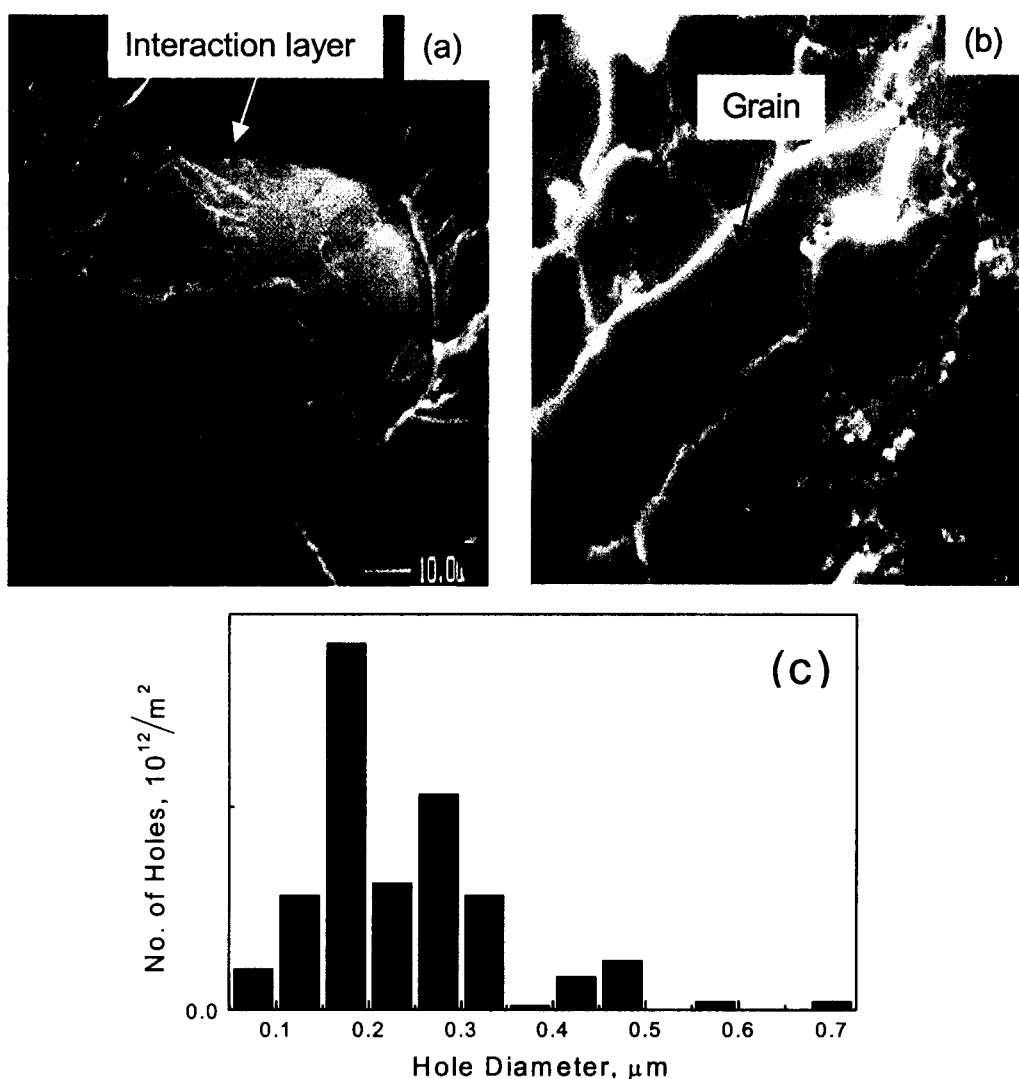 Interaction layer
(a)
(b)
Grain
10.0μ
(c)
No. of Holes, 10¹²/m²
0.0
0.1 0.2 0.3 0.4 0.5 0.6 0.7
Hole Diameter, μm